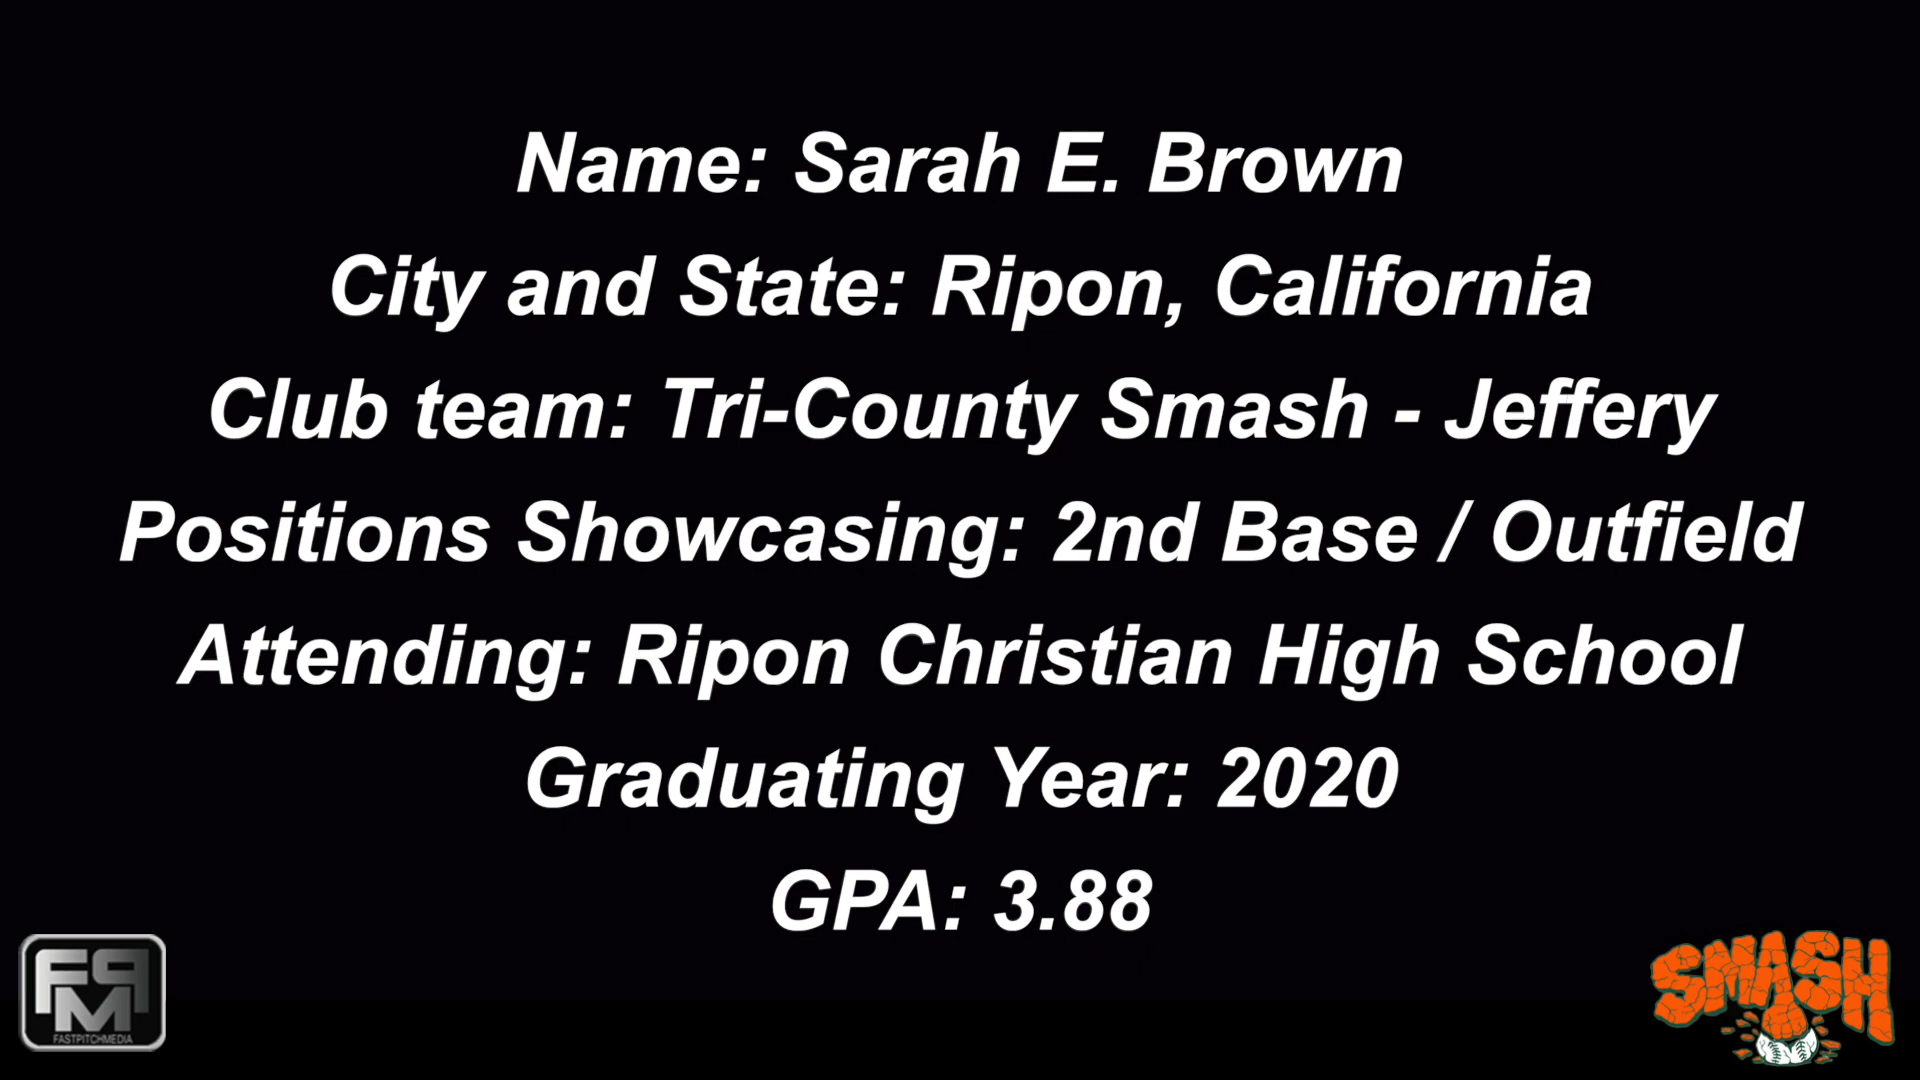 Name: Sarah E. Brown
City and State: Ripon, California
Club team: Tri-County Smash - Jeffery
Positions Showcasing: 2nd Base / Outfield
Attending: Ripon Christian High School
Graduating Year: 2020
GPA: 3.88
FPM
FASTPITCHMEDIA
SMASH